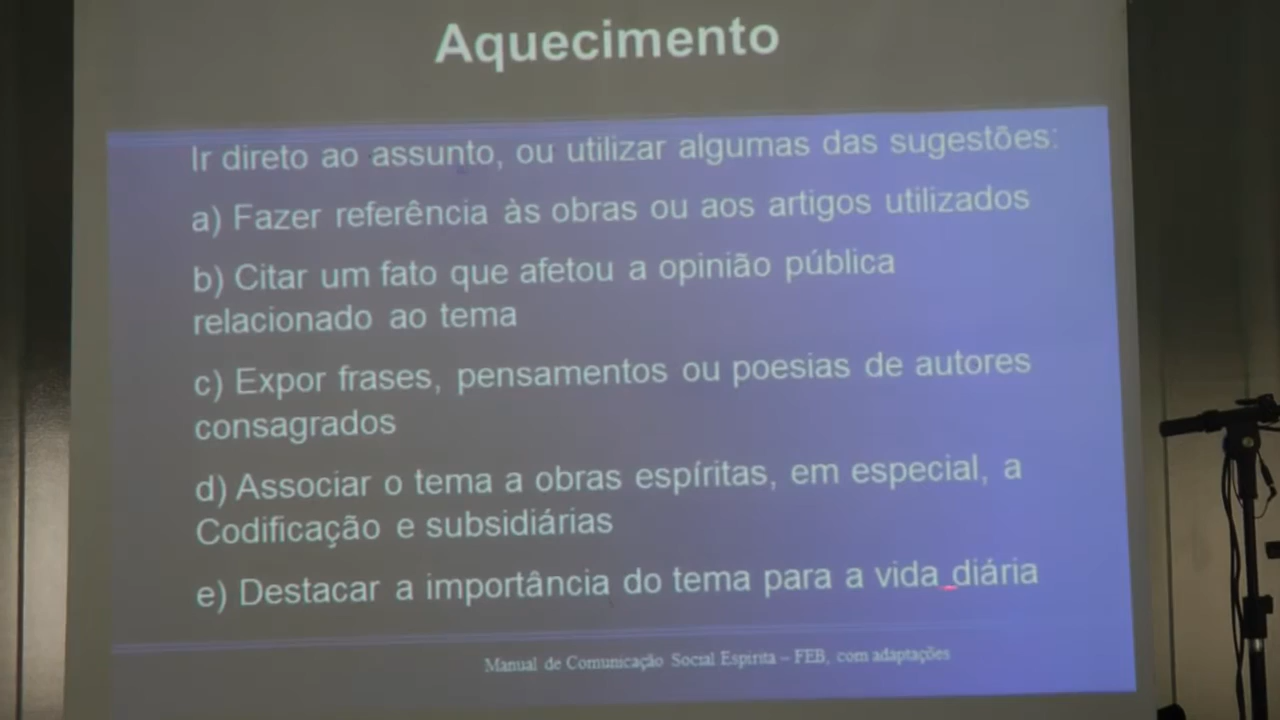 Aquecimento
Ir direto ao assunto, ou utilizar algumas das sugestões:
a) Fazer referência às obras ou aos artigos utilizados
b) Citar um fato que afetou a opinião pública
relacionado ao tema
c) Expor frases, pensamentos ou poesias de autores
consagrados
d) Associar o tema a obras espíritas, em especial, a
Codificação e subsidiárias
e) Destacar a importância do tema para a vida diária
Manual de Comunicação Social Espírita – FEB, com adaptações